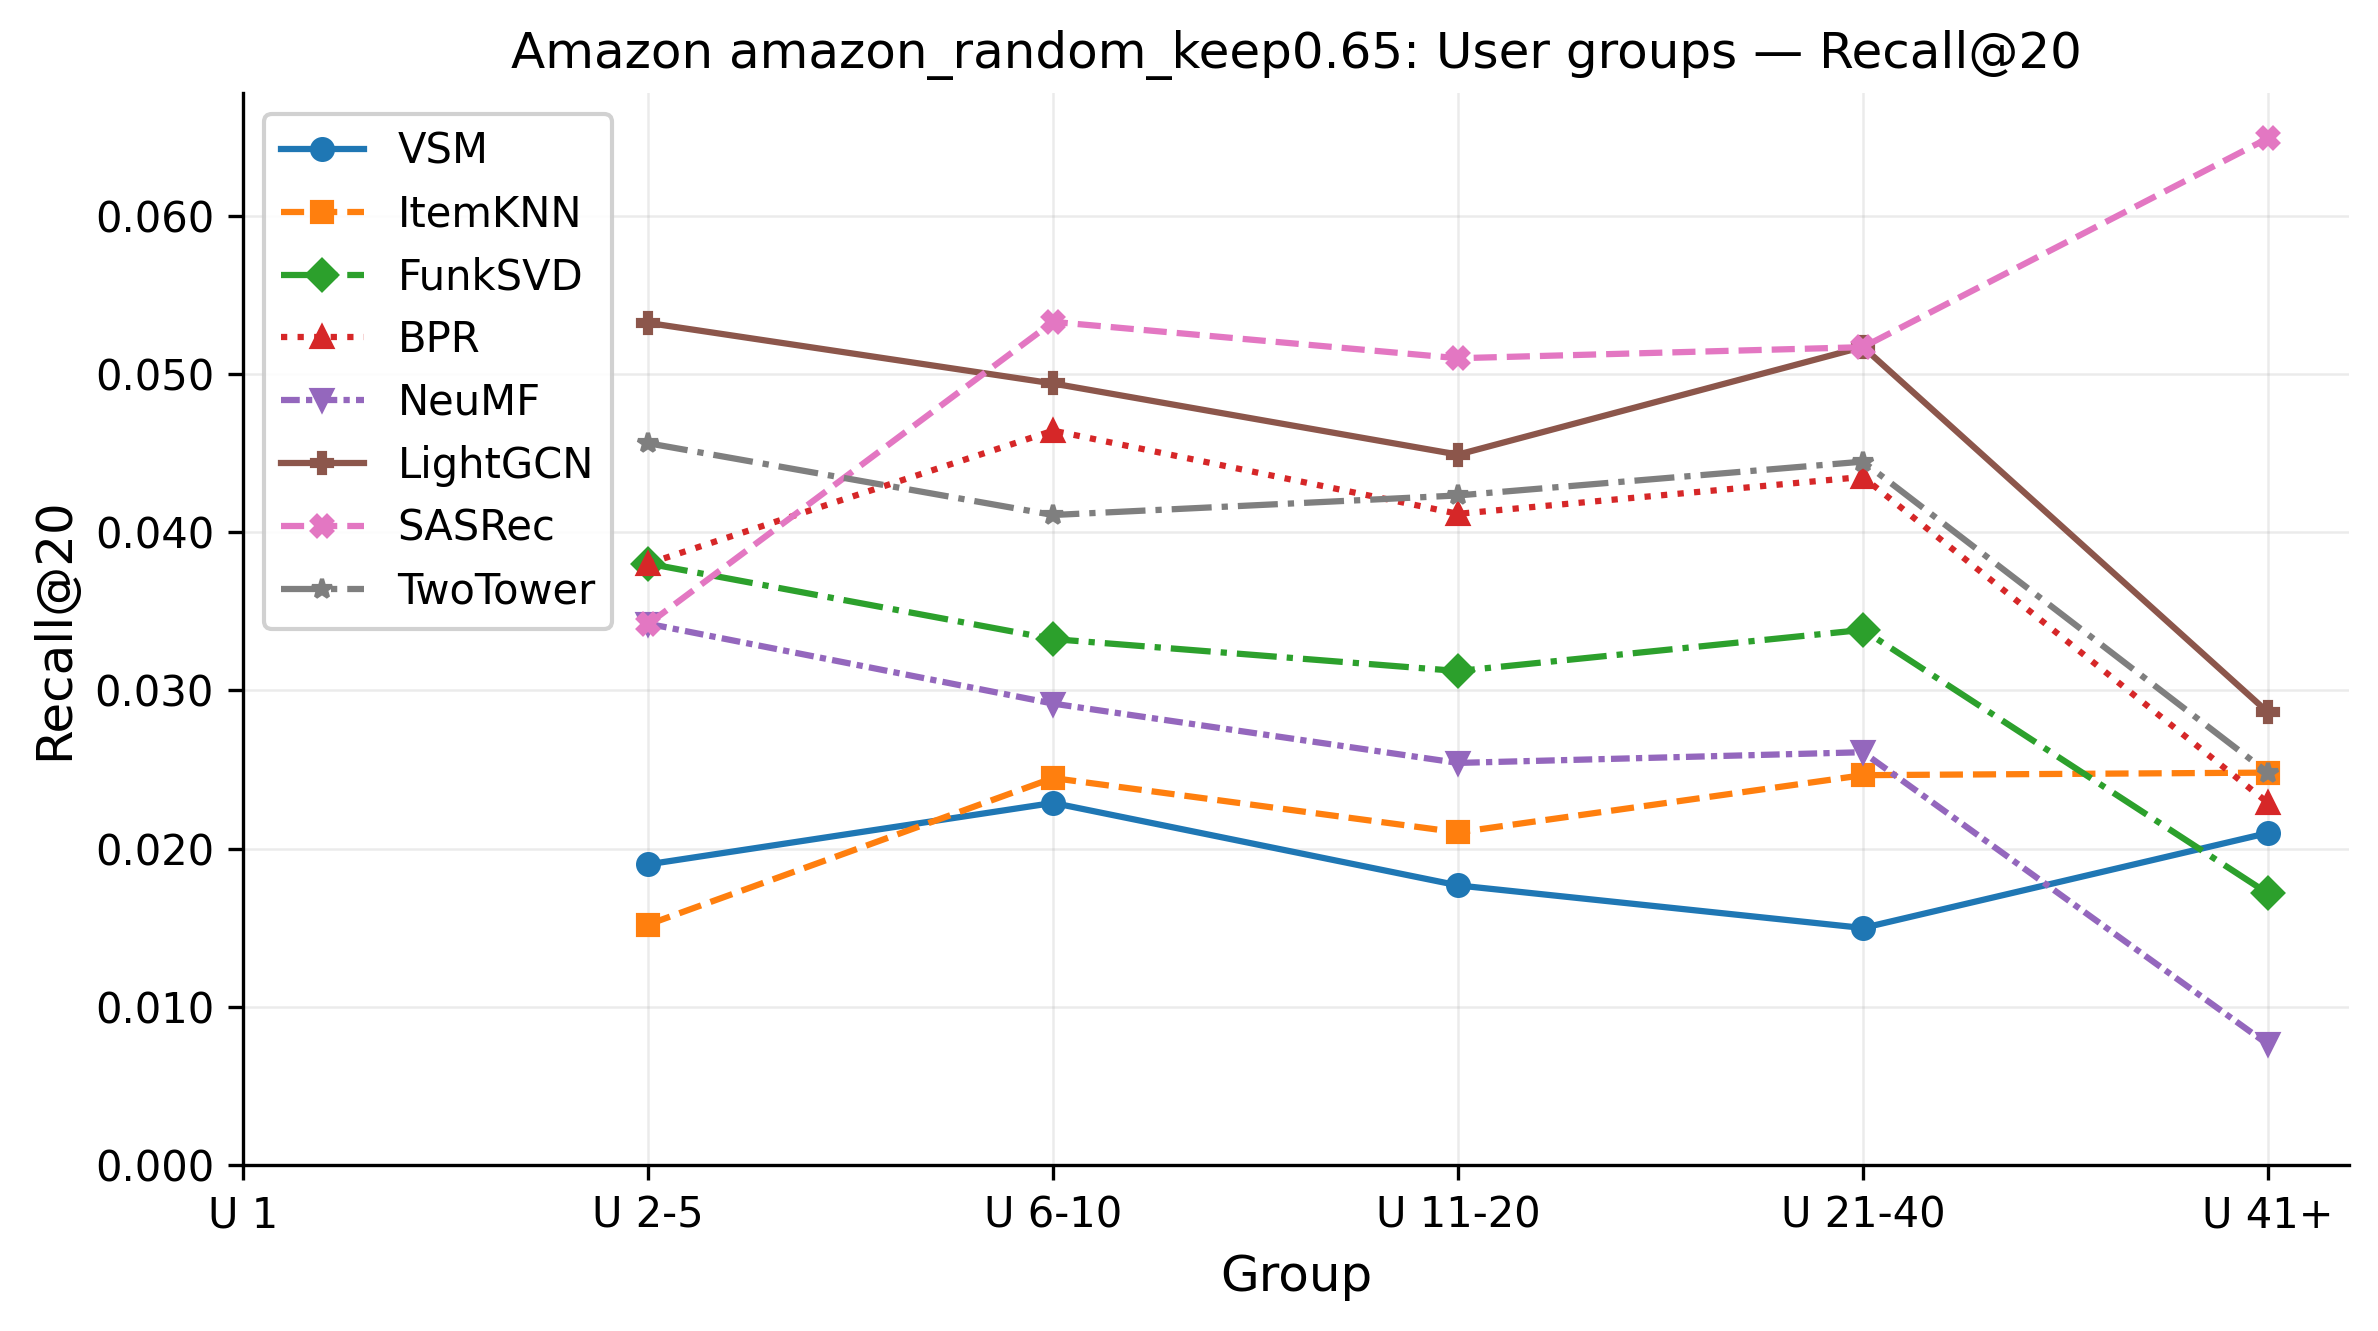 Amazon amazon_random_keep0.65: User groups — Recall@20
VSM
ItemKNN
FunkSVD
BPR
NeuMF
LightGCN
SASRec
TwoTower
Recall@20
0.060
0.050
0.040
0.030
0.020
0.010
0.000
U 1
U 2-5
U 6-10
U 11-20
U 21-40
U 41+
Group